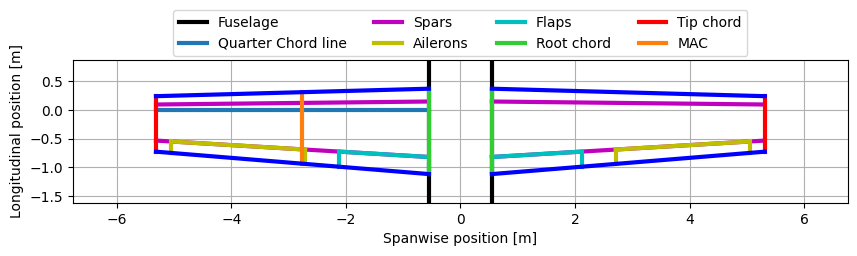 Fuselage Spars Flaps Tip chord
Quarter Chord line Ailerons Root chord MAC
Longitudinal position [m]
0.5
0.0
−0.5
−1.0
−1.5
−6 −4 −2 0 2 4 6
Spanwise position [m]